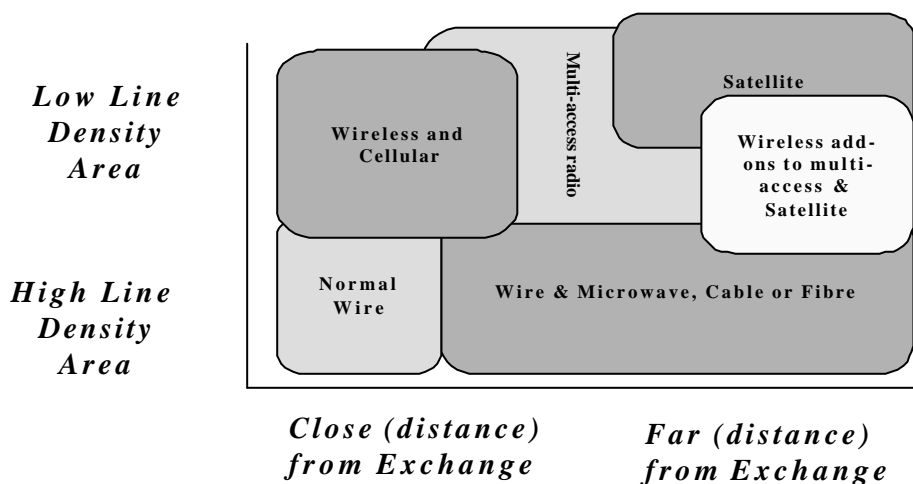 Low Line
Density
Area
High Line
Density
Area
Wireless and
Cellular
Multi-access radio
Satellite
Wireless add-
ons to multi-
access &
Satellite
Normal
Wire
Wire & Microwave, Cable or Fibre
Close (distance)
from Exchange
Far (distance)
from Exchange